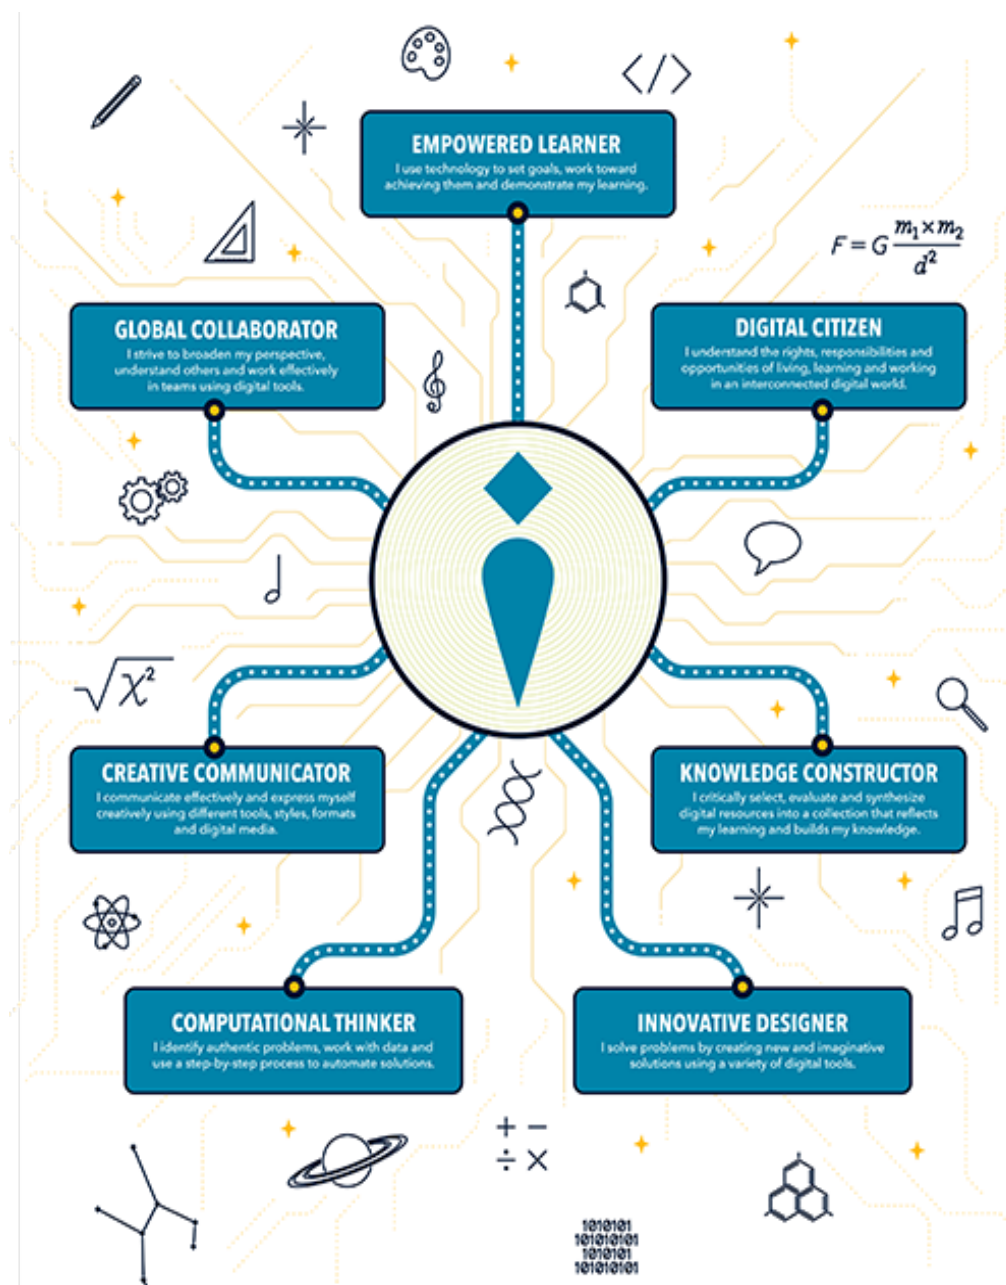 EMPOWERED LEARNER
I use technology to set goals, work toward
achieving them and demonstrate my learning.
</>
F = G m₁ × m₂ / d²
GLOBAL COLLABORATOR
I strive to broaden my perspective,
understand others and work effectively
in teams using digital tools.
DIGITAL CITIZEN
I understand the rights, responsibilities and
opportunities of living, learning and working
in an interconnected digital world.
√χ²
CREATIVE COMMUNICATOR
I communicate effectively and express myself
creatively using different tools, styles, formats
and digital media.
KNOWLEDGE CONSTRUCTOR
I critically select, evaluate and synthesize
digital resources into a collection that reflects
my learning and builds my knowledge.
COMPUTATIONAL THINKER
I identify authentic problems, work with data and
use a step-by-step process to automate solutions.
INNOVATIVE DESIGNER
I solve problems by creating new and imaginative
solutions using a variety of digital tools.
+ −
÷ ×
1010101
101010101
1010101
101010101